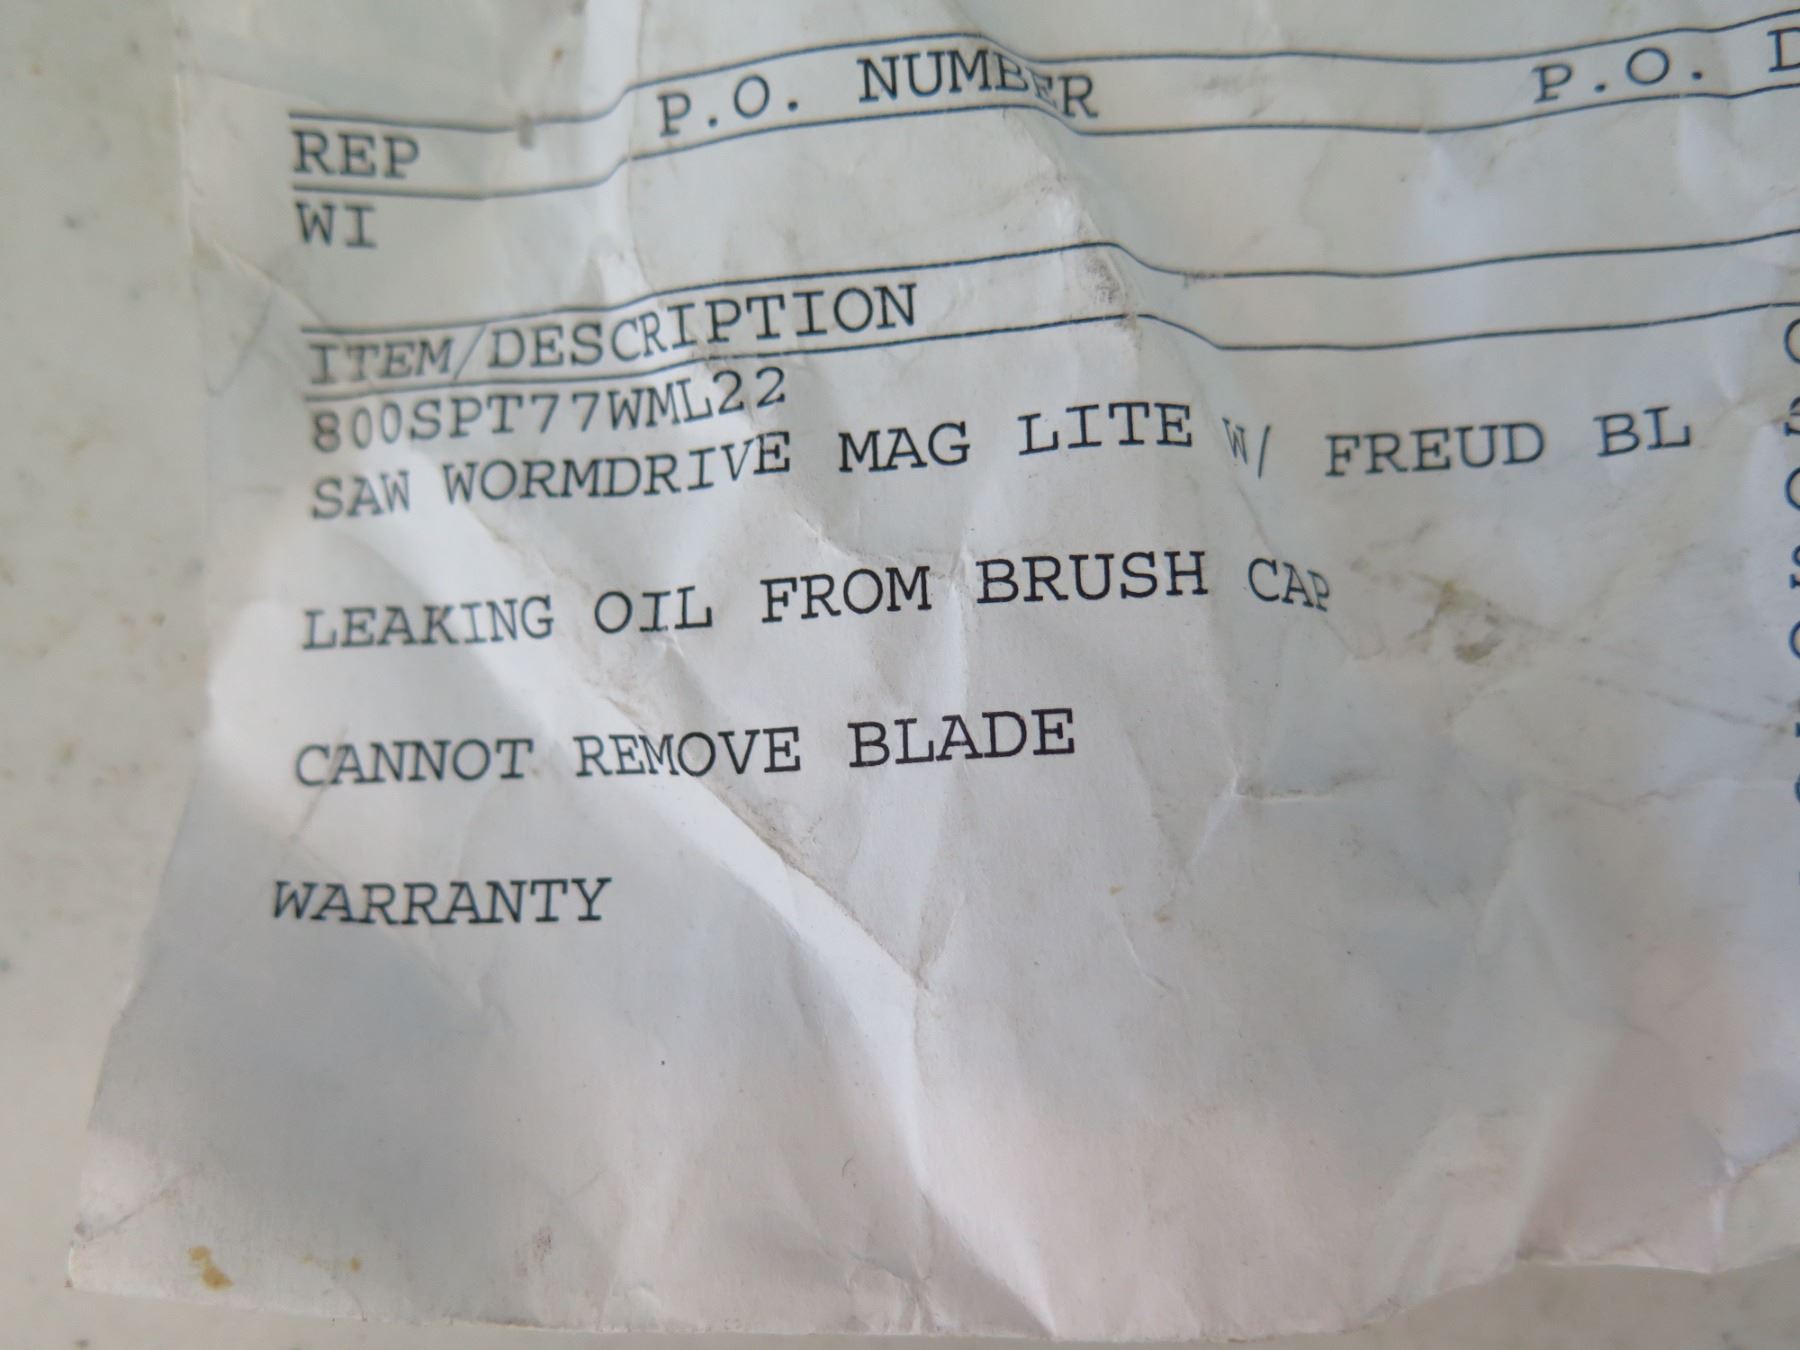 REP P.O. NUMBER P.O. D
WI
ITEM/DESCRIPTION
800SPT77WML22
SAW WORMDRIVE MAG LITE W/ FREUD BL
LEAKING OIL FROM BRUSH CAP
CANNOT REMOVE BLADE
WARRANTY